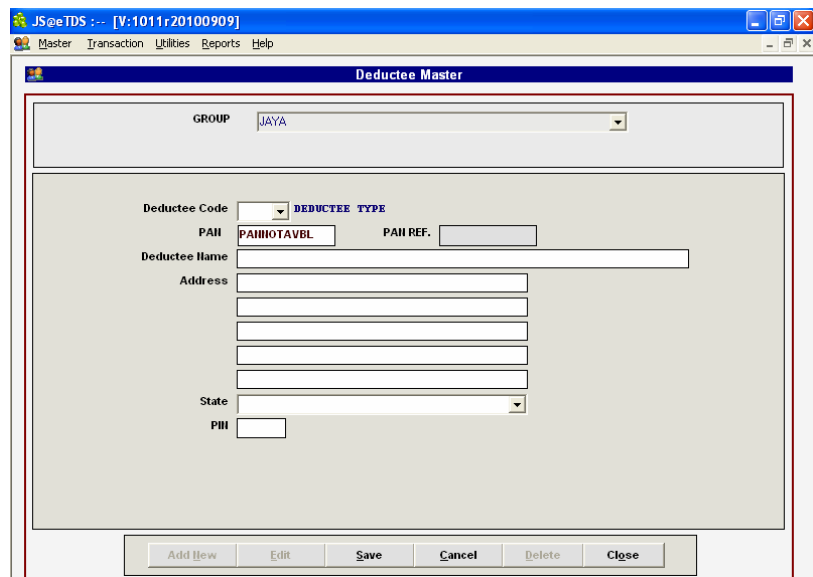 JS@eTDS :-- [V:1011r20100909]
Master Transaction Utilities Reports Help
Deductee Master
GROUP JAYA
Deductee Code DEDUCTEE TYPE
PAN PANNOTAVBL PAN REF.
Deductee Name
Address
State
PIN
Add New Edit Save Cancel Delete Close